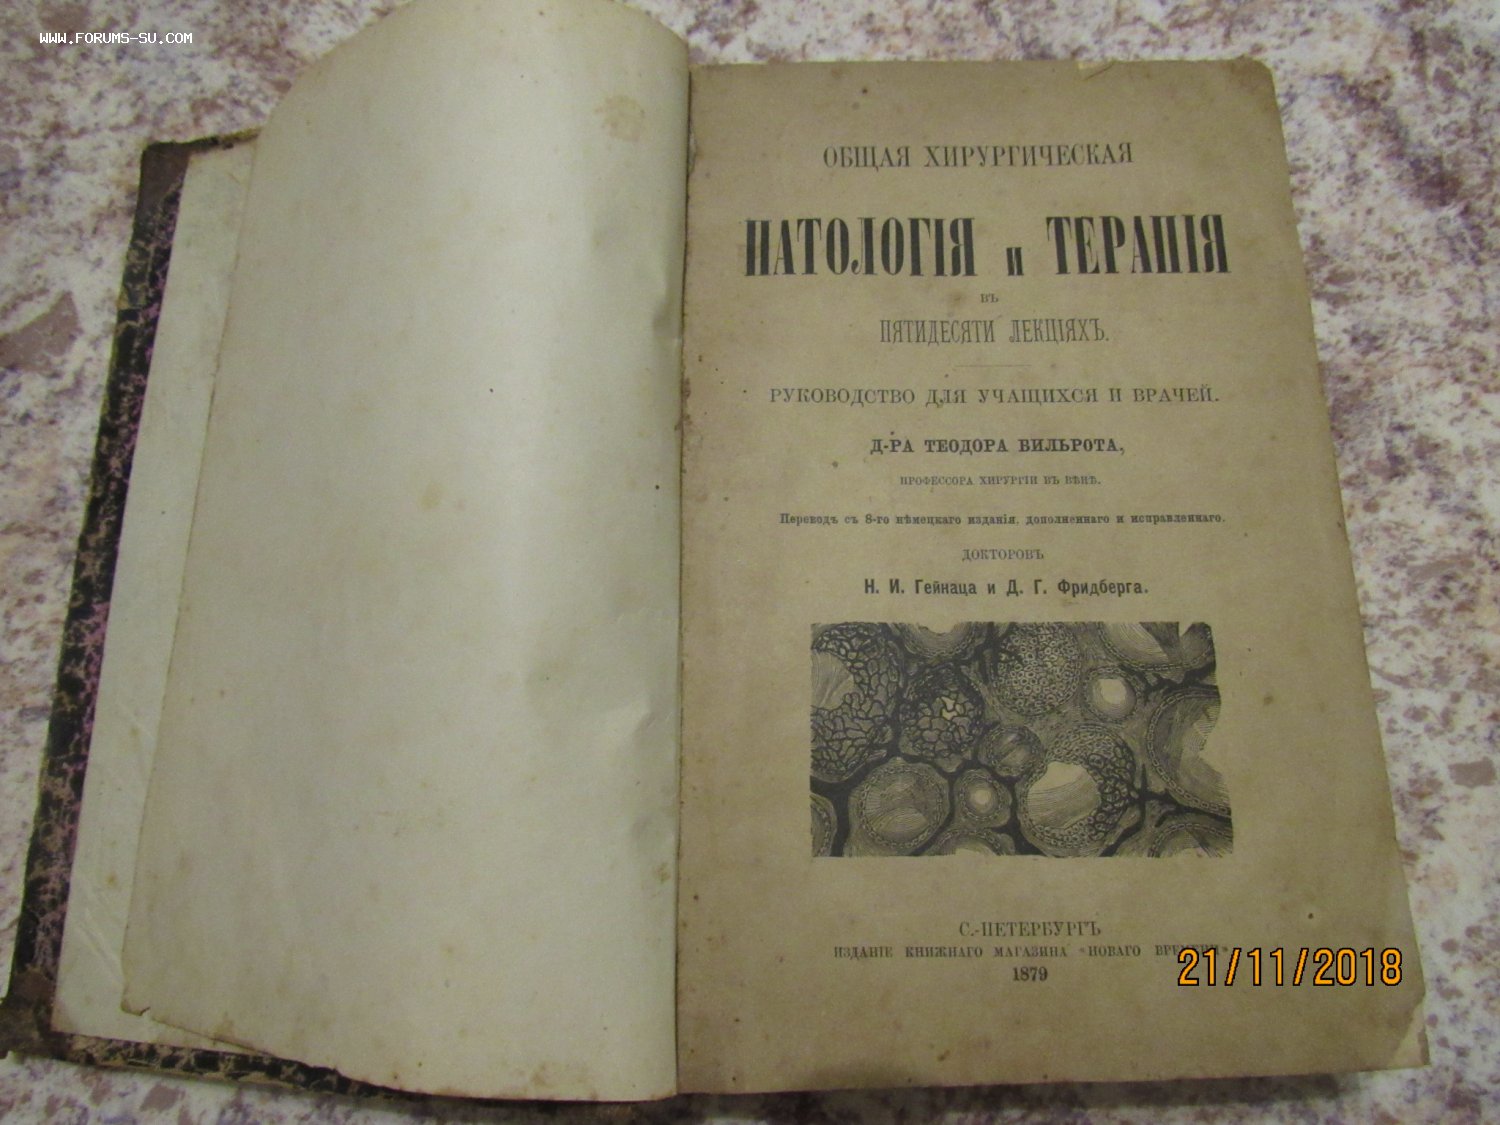 WWW.FORUMS-SU.COM
ОБЩАЯ ХИРУРГИЧЕСКАЯ
ПАТОЛОГІЯ и ТЕРАПІЯ
ВЪ
ПЯТИДЕСЯТИ ЛЕКЦІЯХЪ.
РУКОВОДСТВО ДЛЯ УЧАЩИХСЯ И ВРАЧЕЙ.
Д-РА ТЕОДОРА БИЛЬРОТА,
ПРОФЕССОРА ХИРУРГІИ ВЪ ВѢНѢ.
Переводъ съ 8-го нѣмецкаго изданія, дополненнаго и исправленнаго.
ДОКТОРОВЪ
Н. И. Гейнаца и Д. Г. Фридберга.
С.-ПЕТЕРБУРГЪ
ИЗДАНІЕ КНИЖНАГО МАГАЗИНА «НОВАГО ВРЕМЕНИ»
1879
21/11/2018